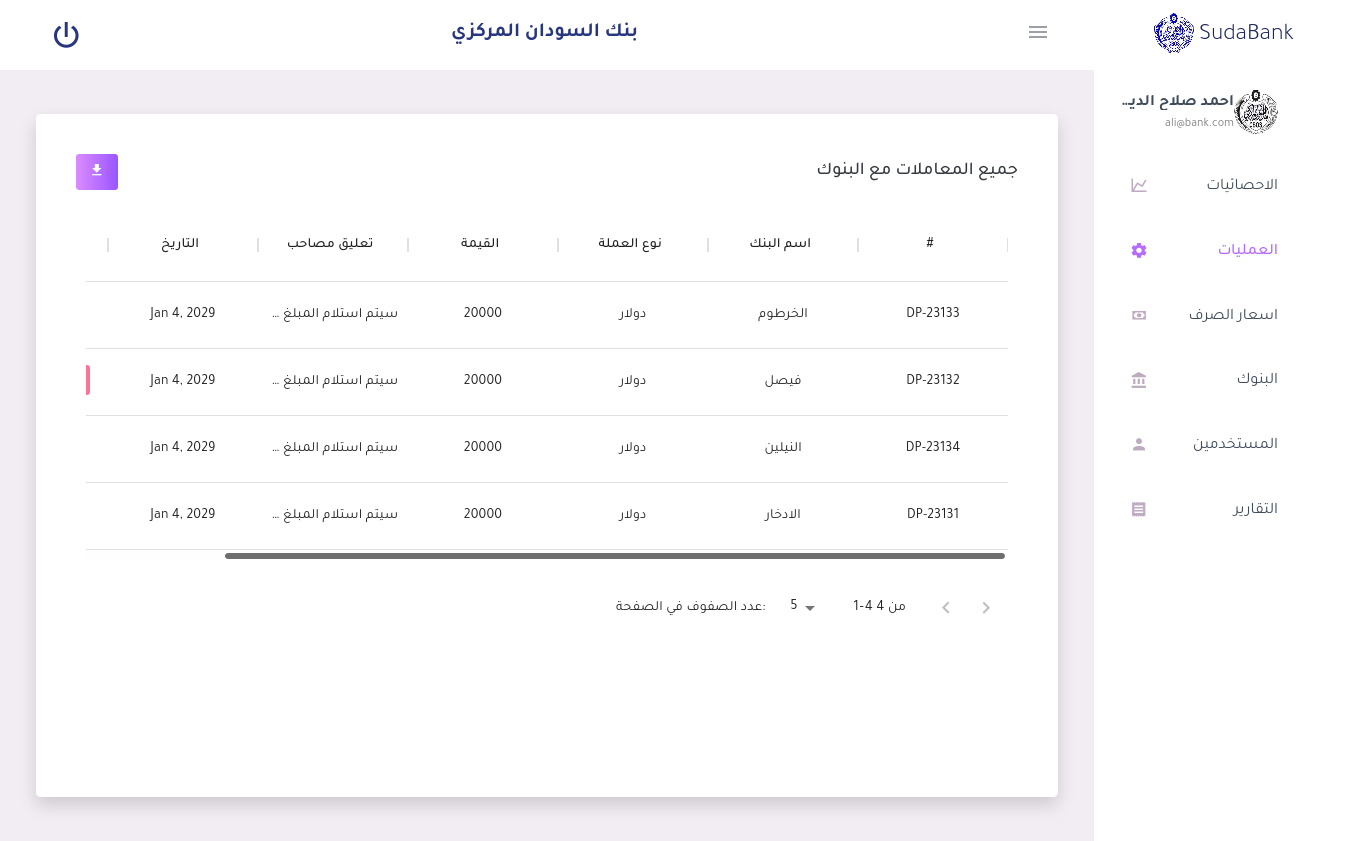 SudaBank
بنك السودان المركزي
احمد صلاح الديـ...
ali@bank.com
الاحصائيات
العمليات
اسعار الصرف
البنوك
المستخدمين
التقارير
جميع المعاملات مع البنوك
# اسم البنك نوع العملة القيمة تعليق مصاحب التاريخ
DP-23133 الخرطوم دولار 20000 سيتم استلام المبلغ ... Jan 4, 2029
DP-23132 فيصل دولار 20000 سيتم استلام المبلغ ... Jan 4, 2029
DP-23134 النيلين دولار 20000 سيتم استلام المبلغ ... Jan 4, 2029
DP-23131 الادخار دولار 20000 سيتم استلام المبلغ ... Jan 4, 2029
1-4 من 4 5 عدد الصفوف في الصفحة: